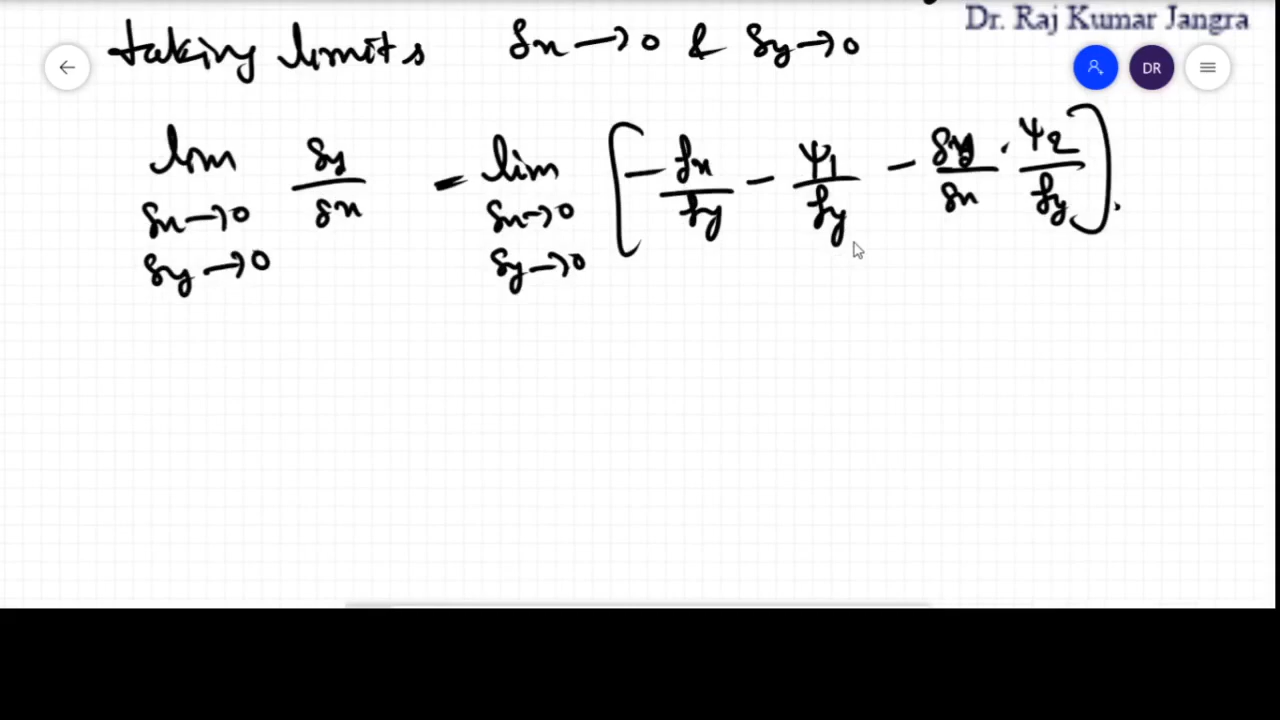 Dr. Raj Kumar Jangra
taking limits δx → 0 & δy → 0
DR
lim δy/δx = lim [ - fx/fy - ψ1/fy - δy/δx . ψ2/fy ].
δx → 0 δx → 0
δy → 0 δy → 0